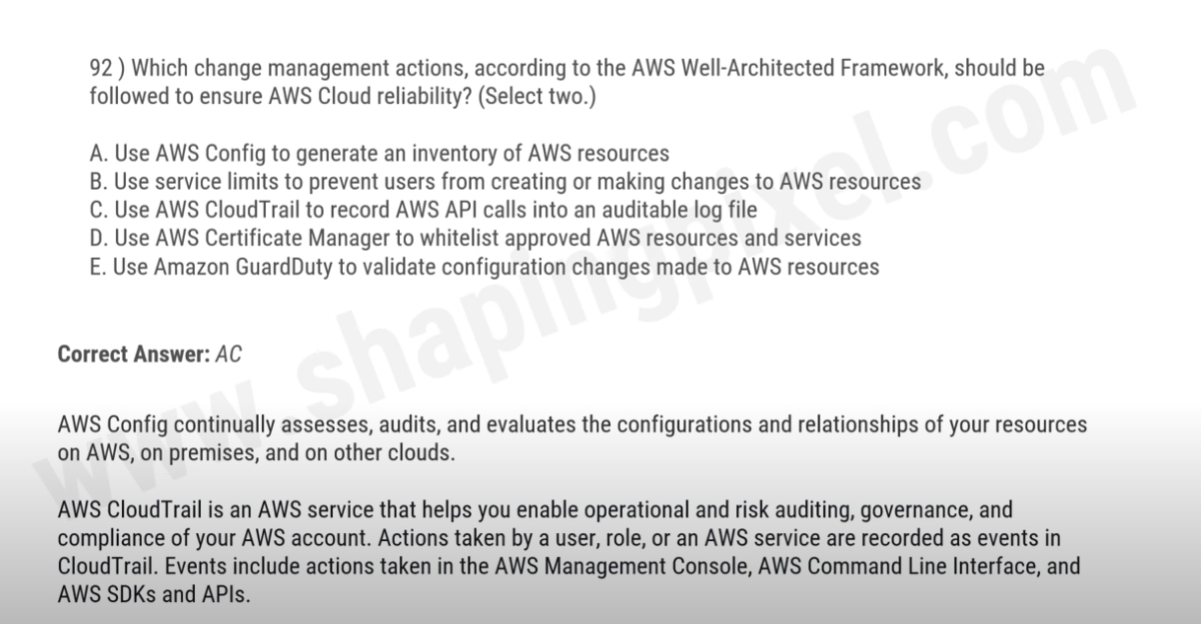 92 ) Which change management actions, according to the AWS Well-Architected Framework, should be
followed to ensure AWS Cloud reliability? (Select two.)
A. Use AWS Config to generate an inventory of AWS resources
B. Use service limits to prevent users from creating or making changes to AWS resources
C. Use AWS CloudTrail to record AWS API calls into an auditable log file
D. Use AWS Certificate Manager to whitelist approved AWS resources and services
E. Use Amazon GuardDuty to validate configuration changes made to AWS resources
Correct Answer: AC
AWS Config continually assesses, audits, and evaluates the configurations and relationships of your resources
on AWS, on premises, and on other clouds.
AWS CloudTrail is an AWS service that helps you enable operational and risk auditing, governance, and
compliance of your AWS account. Actions taken by a user, role, or an AWS service are recorded as events in
CloudTrail. Events include actions taken in the AWS Management Console, AWS Command Line Interface, and
AWS SDKs and APIs.
www.shapingpixel.com